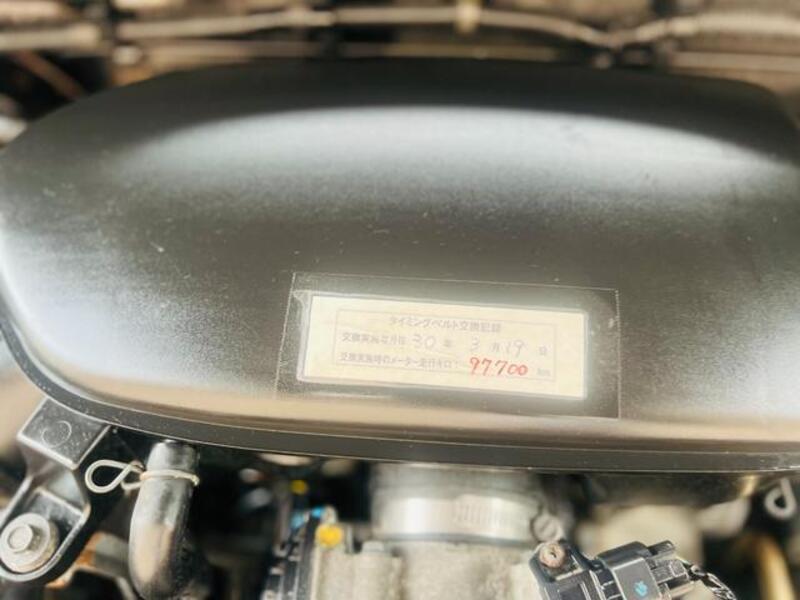 タイミングベルト交換記録
交換実施年月日 30 年 3 月 19 日
交換実施時のメーター走行キロ: 97,700 km